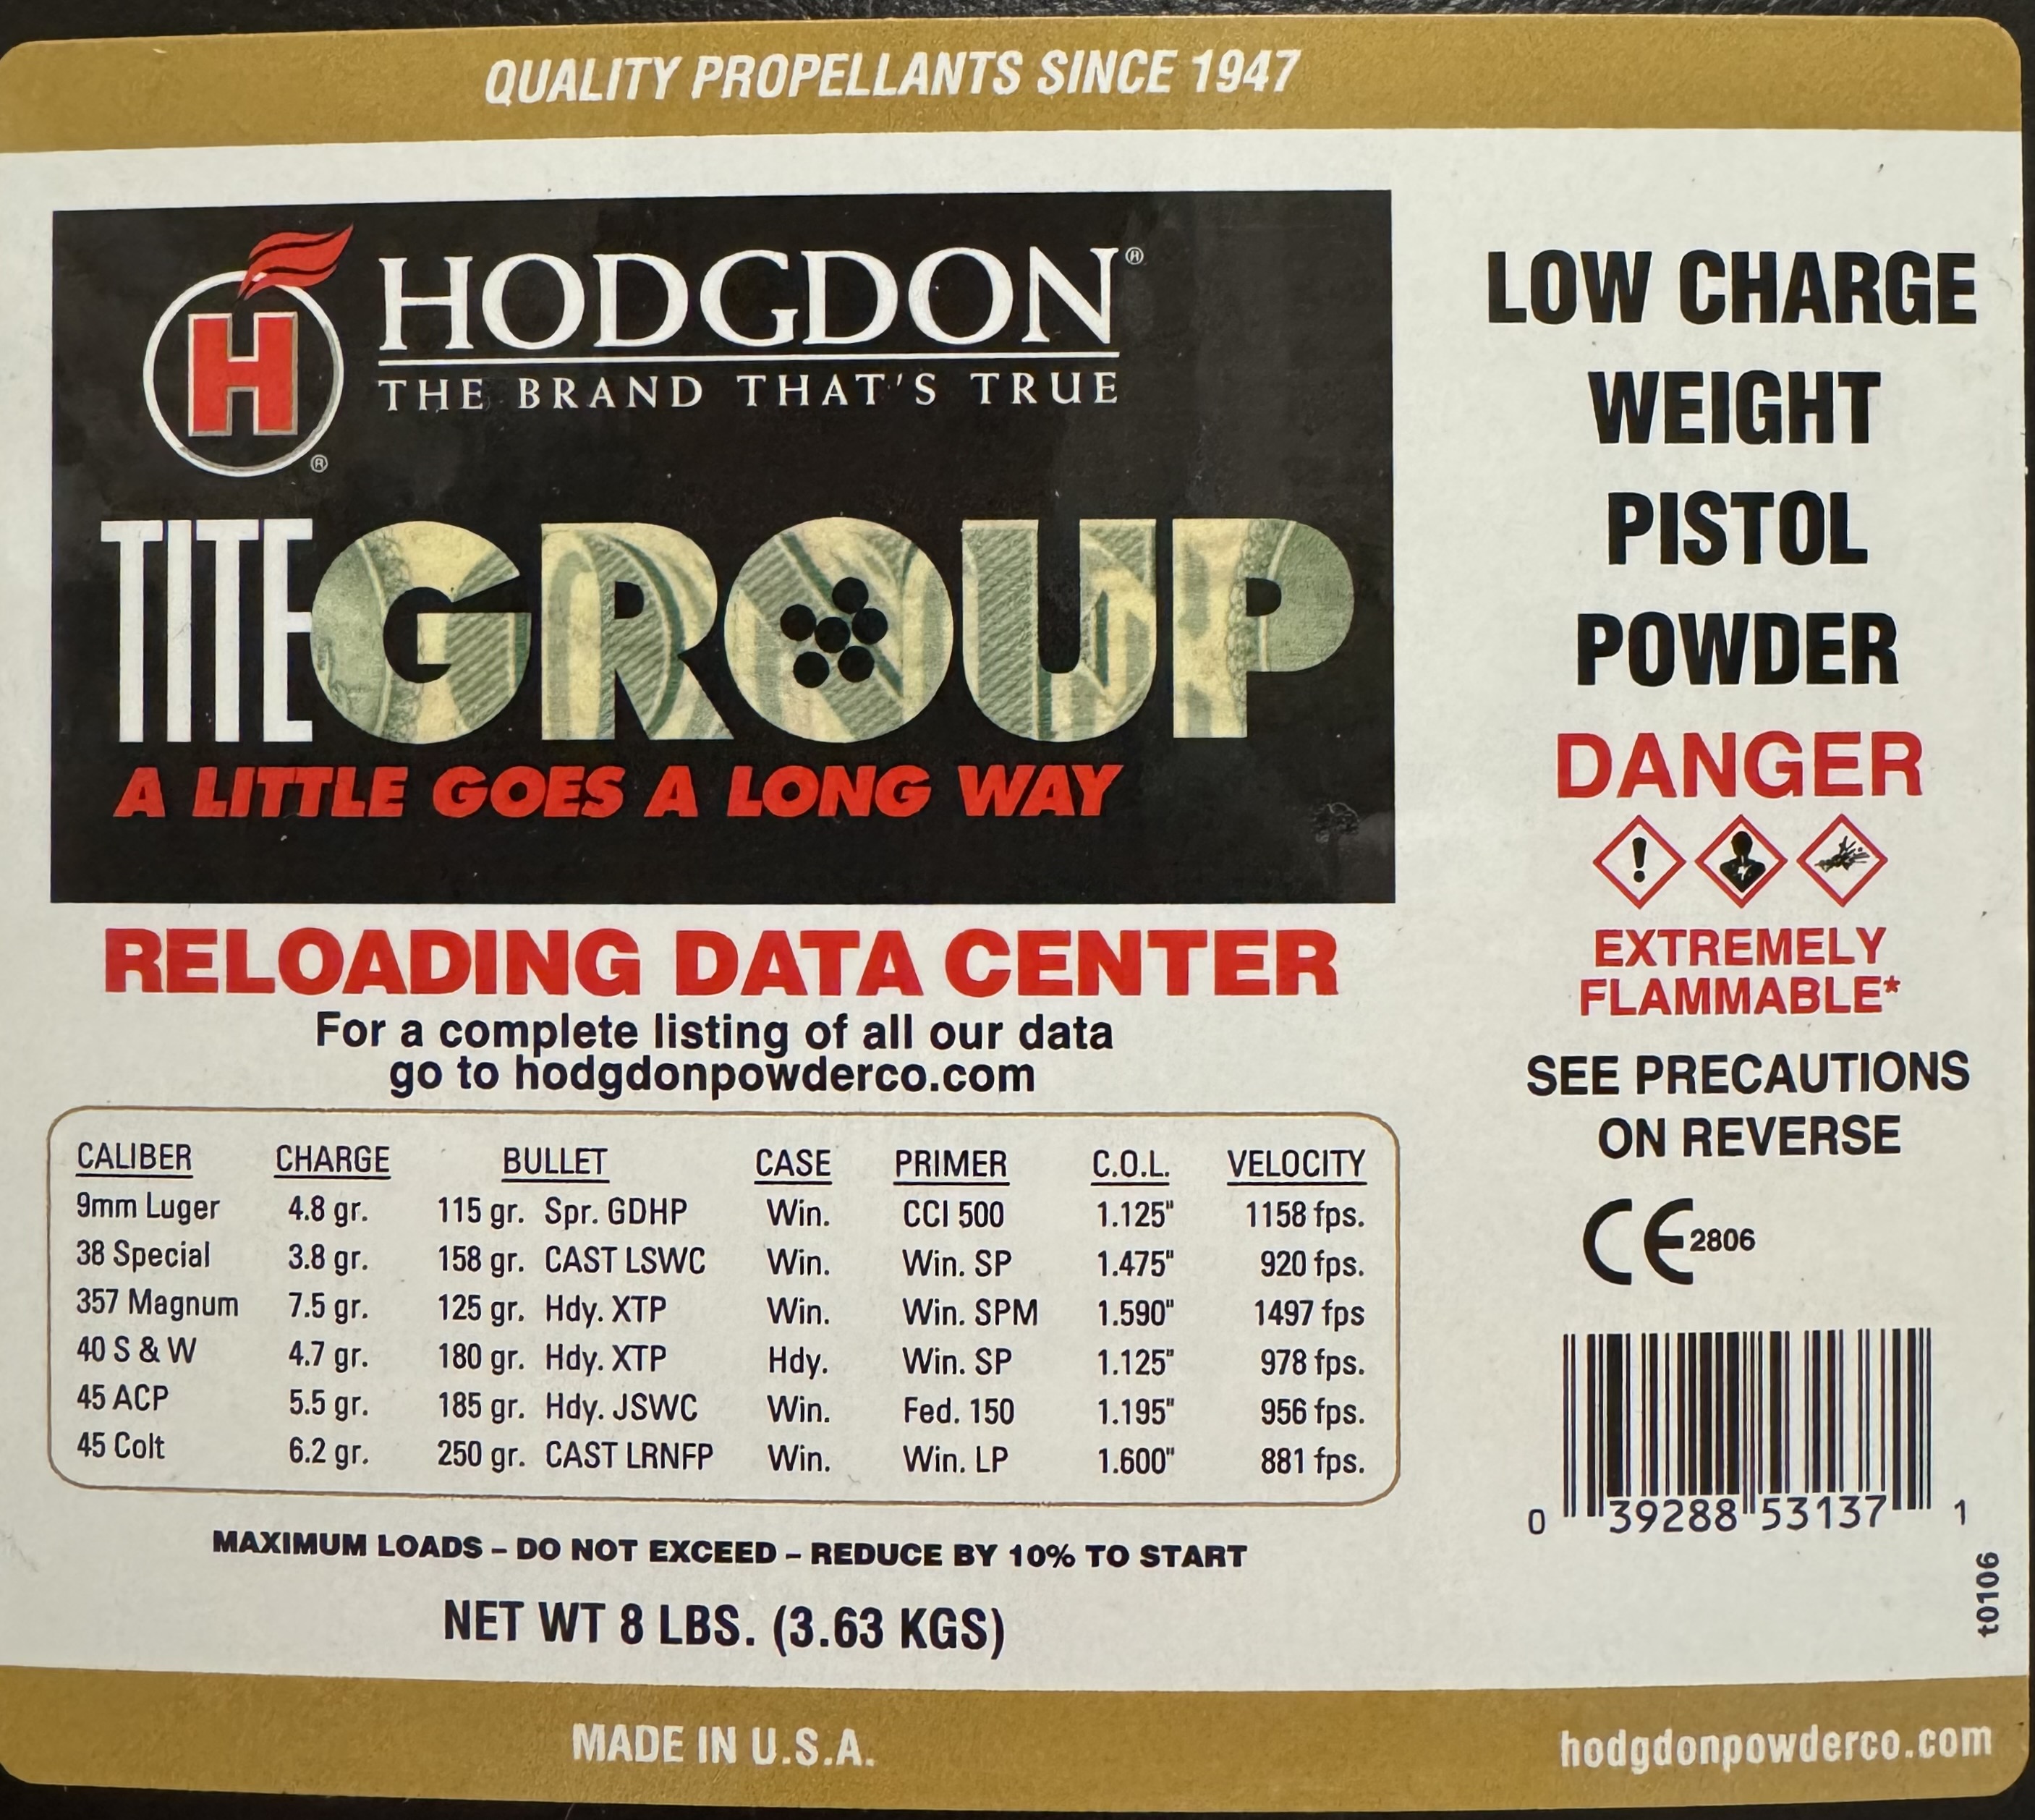 QUALITY PROPELLANTS SINCE 1947
H
®
HODGDON®
THE BRAND THAT'S TRUE
TITEGROUP
A LITTLE GOES A LONG WAY
LOW CHARGE
WEIGHT
PISTOL
POWDER
DANGER
EXTREMELY
FLAMMABLE*
SEE PRECAUTIONS
ON REVERSE
CE 2806
0 39288 53137 1
t0106
RELOADING DATA CENTER
For a complete listing of all our data
go to hodgdonpowderco.com
CALIBER CHARGE BULLET CASE PRIMER C.O.L. VELOCITY
9mm Luger 4.8 gr. 115 gr. Spr. GDHP Win. CCI 500 1.125" 1158 fps.
38 Special 3.8 gr. 158 gr. CAST LSWC Win. Win. SP 1.475" 920 fps.
357 Magnum 7.5 gr. 125 gr. Hdy. XTP Win. Win. SPM 1.590" 1497 fps
40 S & W 4.7 gr. 180 gr. Hdy. XTP Hdy. Win. SP 1.125" 978 fps.
45 ACP 5.5 gr. 185 gr. Hdy. JSWC Win. Fed. 150 1.195" 956 fps.
45 Colt 6.2 gr. 250 gr. CAST LRNFP Win. Win. LP 1.600" 881 fps.
MAXIMUM LOADS – DO NOT EXCEED – REDUCE BY 10% TO START
NET WT 8 LBS. (3.63 KGS)
MADE IN U.S.A.
hodgdonpowderco.com